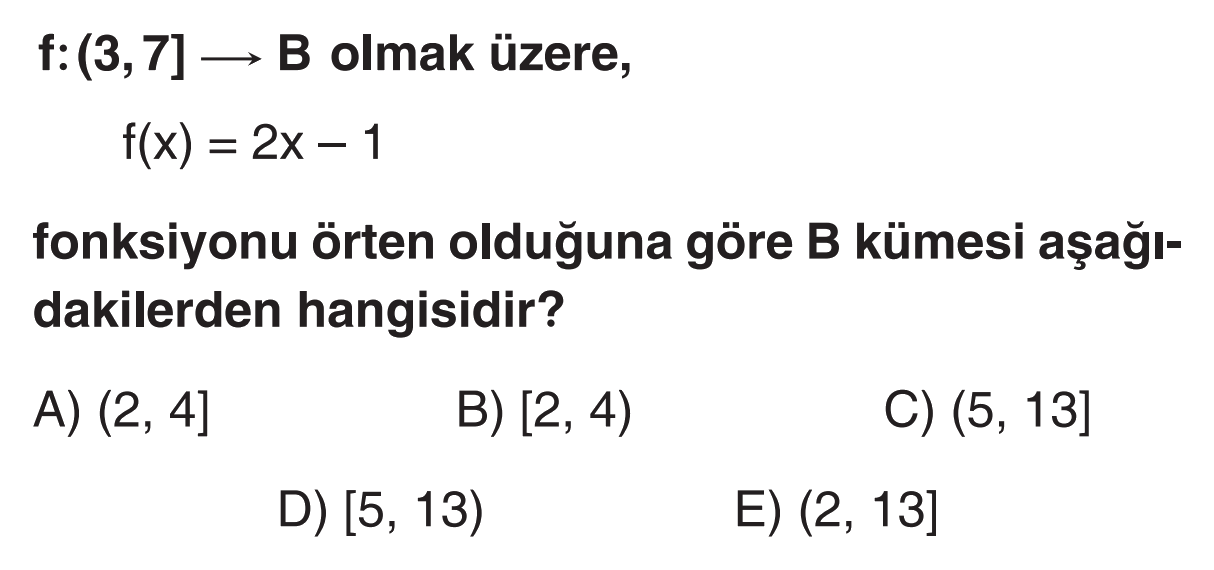 f: (3, 7] ⟶ B olmak üzere,
f(x) = 2x – 1
fonksiyonu örten olduğuna göre B kümesi aşağı-
dakilerden hangisidir?
A) (2, 4] B) [2, 4) C) (5, 13]
D) [5, 13) E) (2, 13]